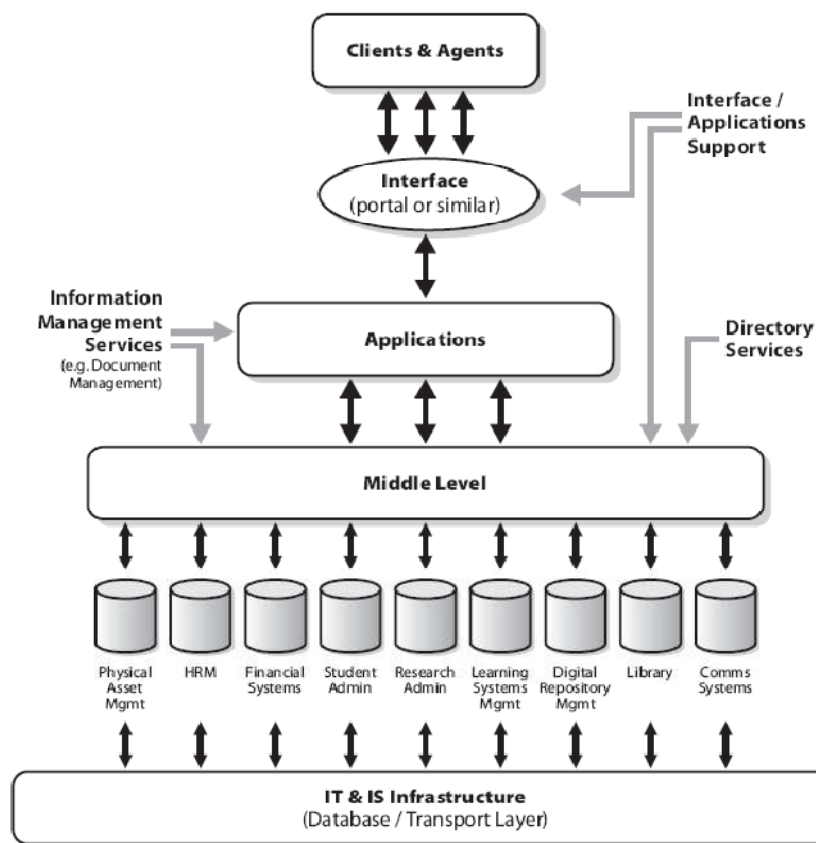 Clients & Agents
Interface /
Applications
Support
Interface
(portal or similar)
Information
Management
Services
(e.g. Document
Management)
Applications
Directory
Services
Middle Level
Physical
Asset
Mgmt
HRM
Financial
Systems
Student
Admin
Research
Admin
Learning
Systems
Mgmt
Digital
Repository
Mgmt
Library
Comms
Systems
IT & IS Infrastructure
(Database / Transport Layer)